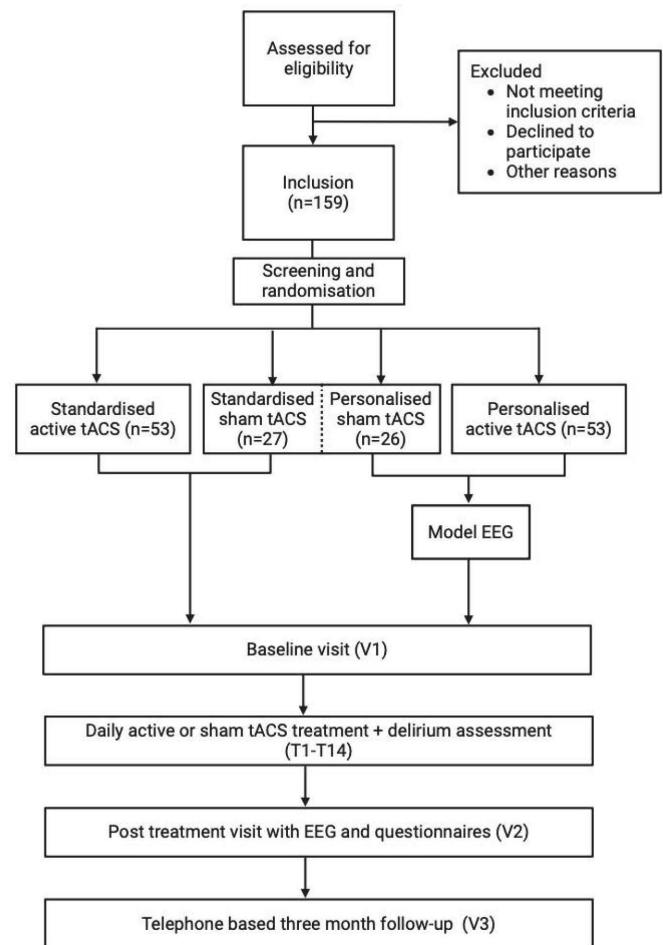 Assessed for
eligibility
Excluded
• Not meeting
inclusion criteria
• Declined to
participate
• Other reasons
Inclusion
(n=159)
Screening and
randomisation
Standardised
active tACS (n=53)
Standardised
sham tACS
(n=27)
Personalised
sham tACS
(n=26)
Personalised
active tACS (n=53)
Model EEG
Baseline visit (V1)
Daily active or sham tACS treatment + delirium assessment
(T1-T14)
Post treatment visit with EEG and questionnaires (V2)
Telephone based three month follow-up (V3)